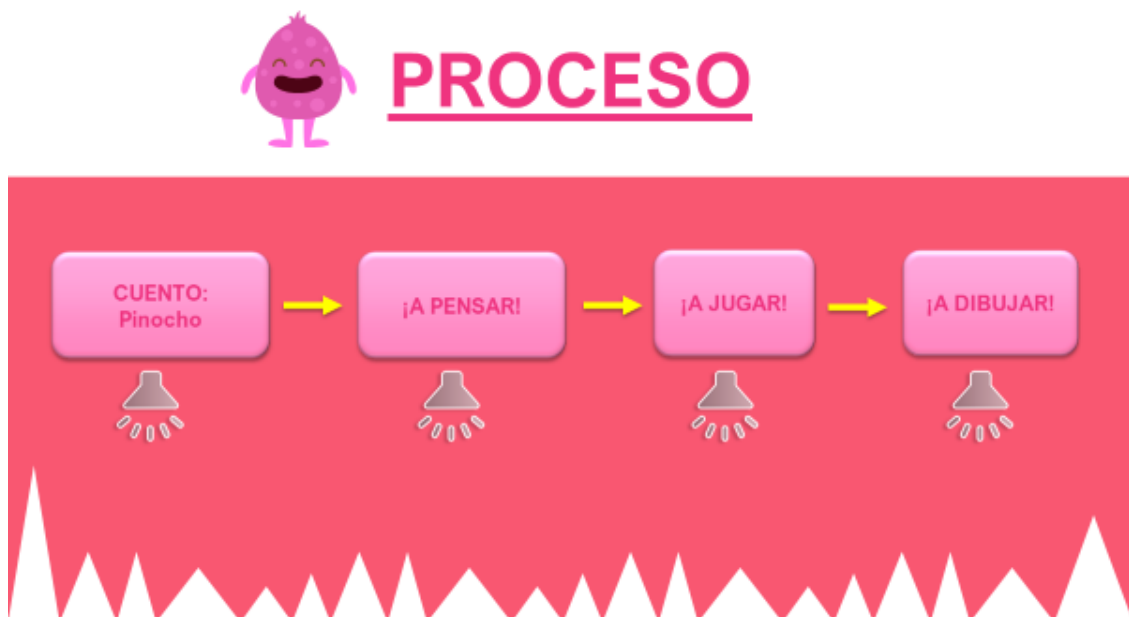 PROCESO
CUENTO:
Pinocho
¡A PENSAR!
¡A JUGAR!
¡A DIBUJAR!